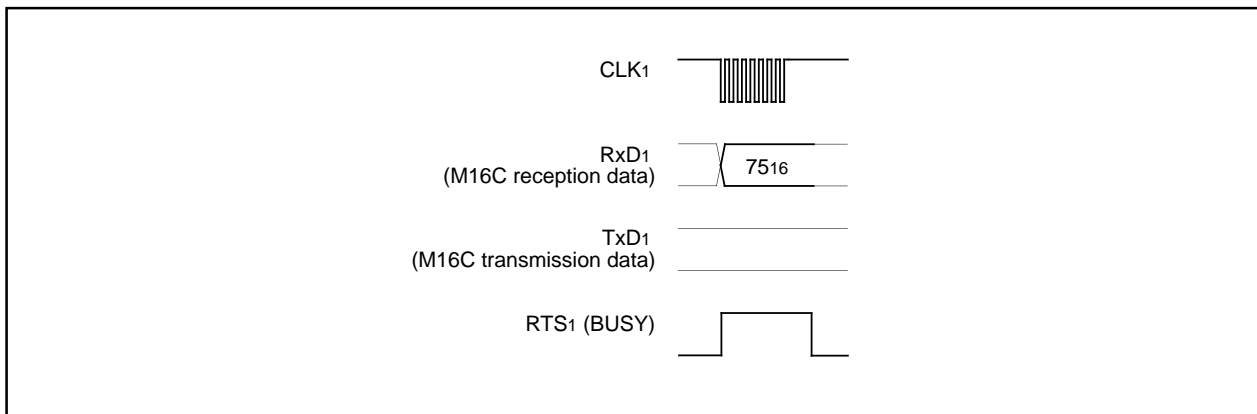 CLK1
RxD1
(M16C reception data)
7516
TxD1
(M16C transmission data)
RTS1 (BUSY)